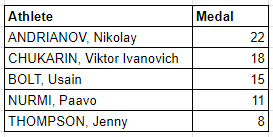 Athlete Medal
ANDRIANOV, Nikolay 22
CHUKARIN, Viktor Ivanovich 18
BOLT, Usain 15
NURMI, Paavo 11
THOMPSON, Jenny 8